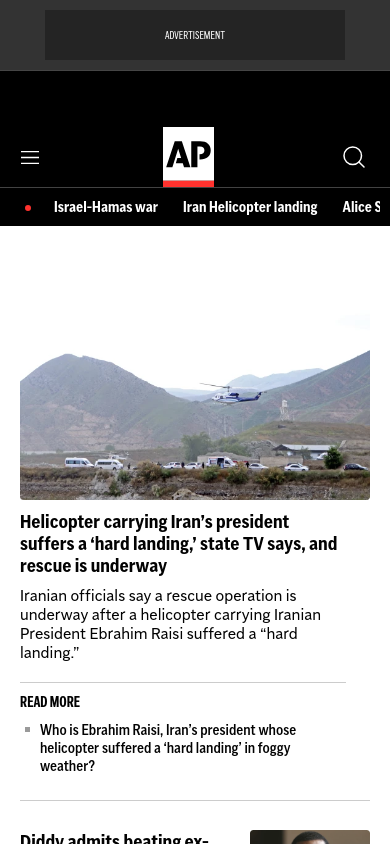 ADVERTISEMENT
AP
Israel-Hamas war Iran Helicopter landing Alice S
Helicopter carrying Iran's president
suffers a 'hard landing,' state TV says, and
rescue is underway
Iranian officials say a rescue operation is
underway after a helicopter carrying Iranian
President Ebrahim Raisi suffered a “hard
landing.”
READ MORE
Who is Ebrahim Raisi, Iran's president whose
helicopter suffered a 'hard landing' in foggy
weather?
Diddy admits beating ex-